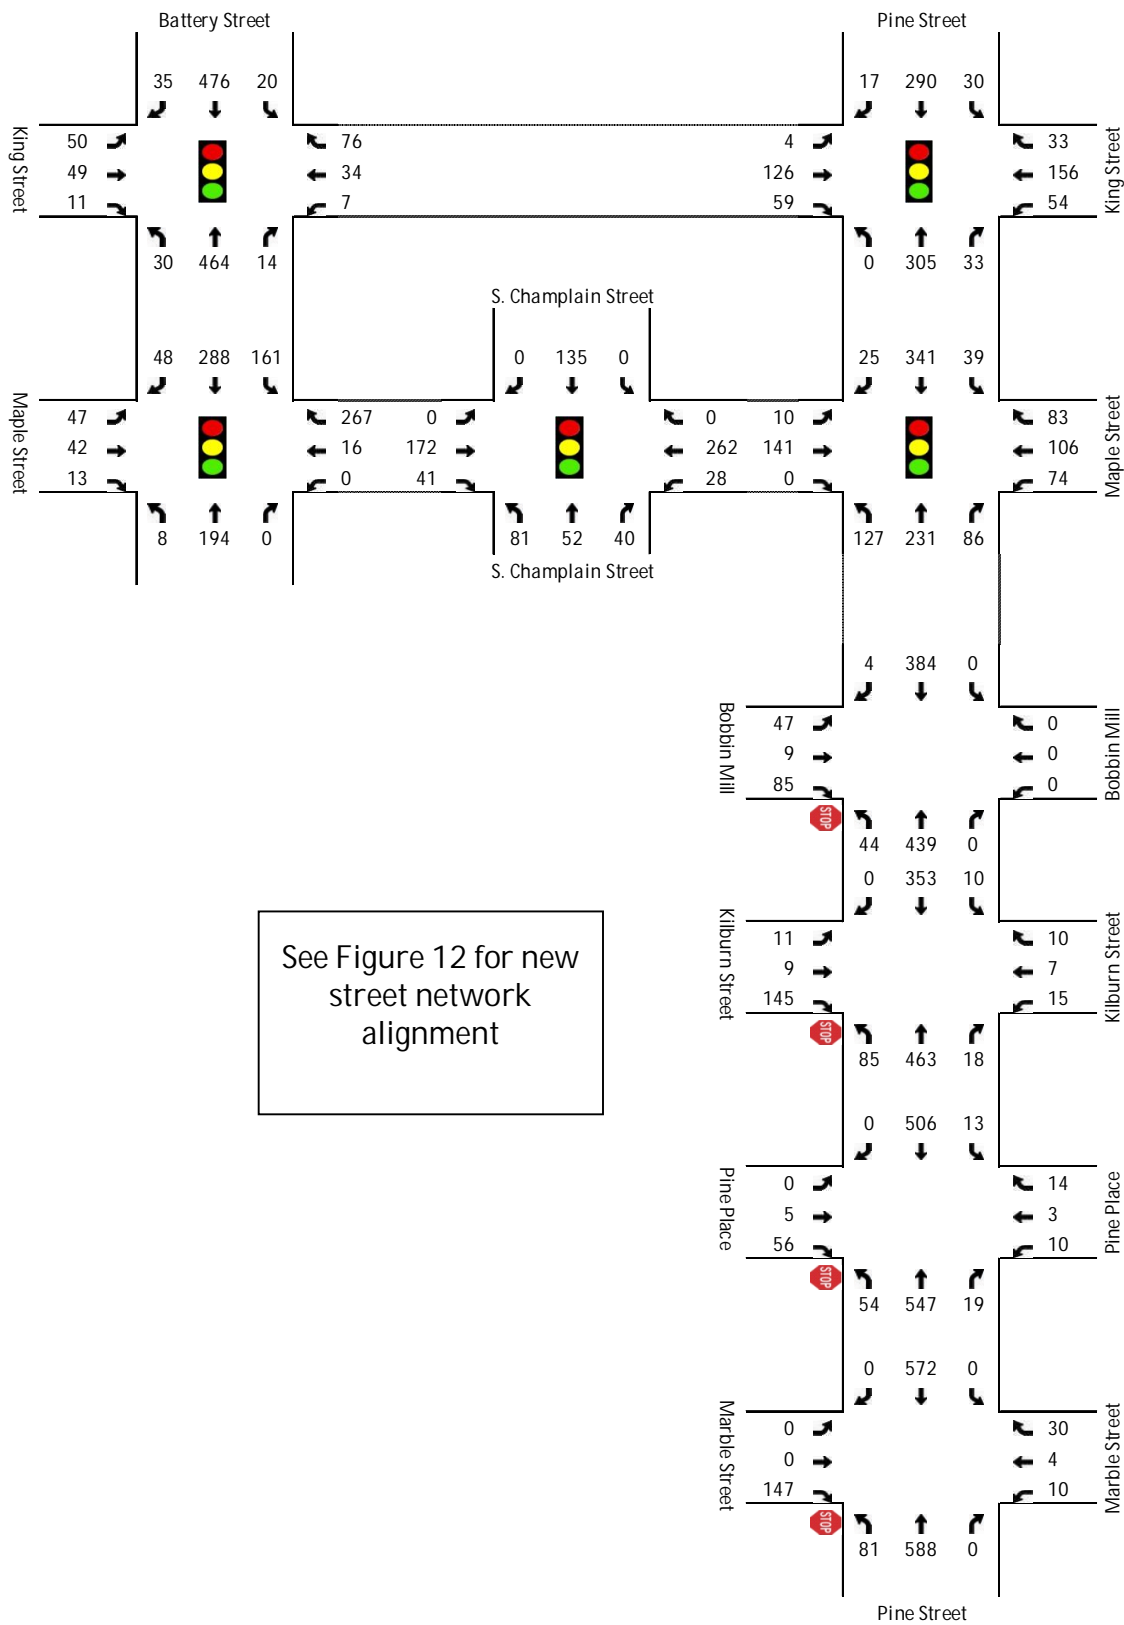 Battery Street
Pine Street
35 476 20
17 290 30
King Street
50
76
4
33
King Street
49
34
126
156
11
7
59
54
30 464 14
0 305 33
S. Champlain Street
48 288 161
0 135 0
25 341 39
Maple Street
47
267
0
0
10
83
Maple Street
42
16
172
262
141
106
13
0
41
28
0
74
8 194 0
81 52 40
127 231 86
S. Champlain Street
4 384 0
Bobbin Mill
47
0
Bobbin Mill
9
0
85
0
STOP
44 439 0
0 353 10
Kilburn Street
11
10
Kilburn Street
9
7
145
15
STOP
85 463 18
See Figure 12 for new
street network
alignment
0 506 13
Pine Place
0
14
Pine Place
5
3
56
10
STOP
54 547 19
0 572 0
Marble Street
0
30
Marble Street
0
4
147
10
STOP
81 588 0
Pine Street